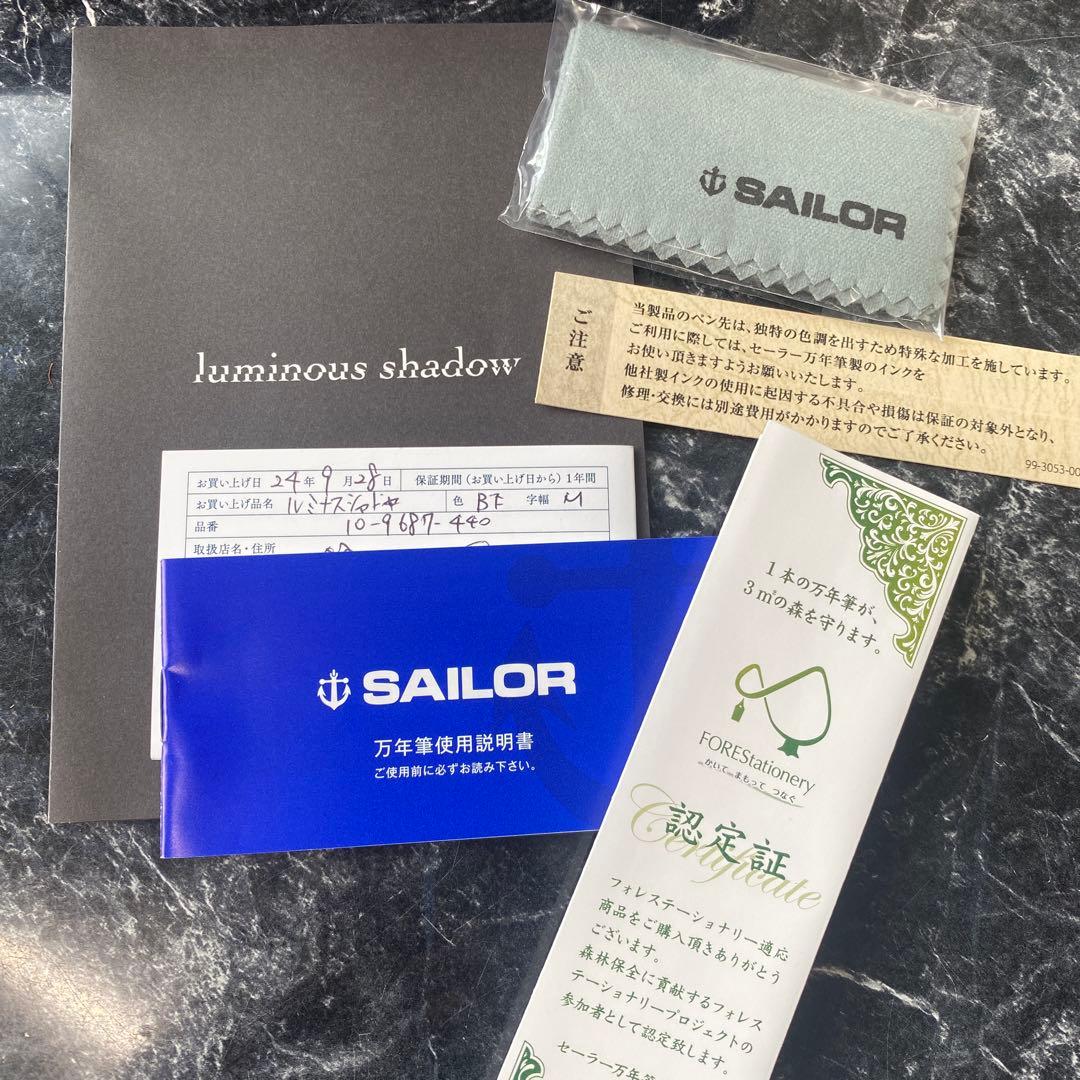 luminous shadow
SAILOR
ご注意
当製品のペン先は、独特の色調を出すため特殊な加工を施しています。
ご利用に際しては、セーラー万年筆製のインクを
お使い頂きますようお願いいたします。
他社製インクの使用に起因する不具合や損傷は保証の対象外となり、
修理・交換には別途費用がかかりますのでご了承ください。
99-3053-00
お買い上げ日 24年9月28日 保証期間(お買い上げ日から)1年間
お買い上げ品名 ルミナスシャドヤ 色 BF 字幅 M
品番 10-9687-440
取扱店名・住所
SAILOR
万年筆使用説明書
ご使用前に必ずお読み下さい。
1本の万年筆が、
3㎡の森を守ります。
FOREStationery
かいて まもって つなぐ
Certificate
認定証
フォレステーショナリー適応
商品をご購入頂きありがとう
ございます。
森林保全に貢献するフォレス
テーショナリープロジェクトの
参加者として認定致します。
セーラー万年筆